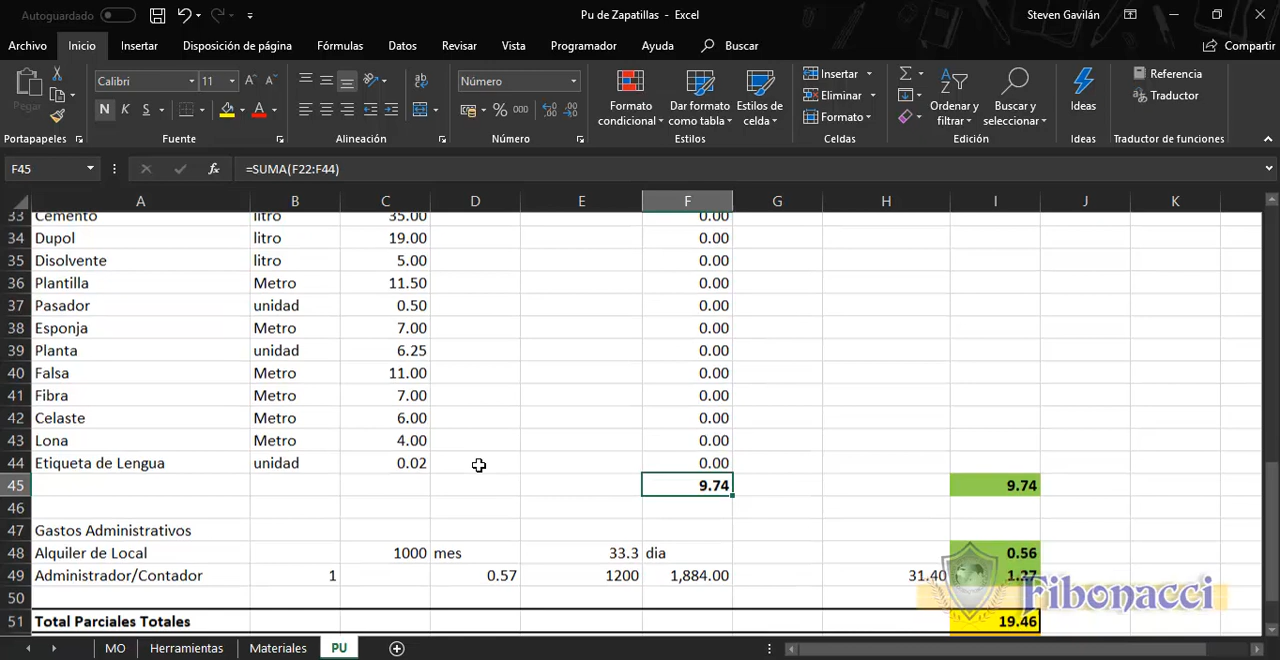 Autoguardado
Pu de Zapatillas - Excel
Steven Gavilán
Archivo Inicio Insertar Disposición de página Fórmulas Datos Revisar Vista Programador Ayuda Buscar Compartir
Pegar
Calibri 11
N K S
Número
% 000
Formato condicional
Dar formato como tabla
Estilos de celda
Insertar
Eliminar
Formato
Ordenar y filtrar
Buscar y seleccionar
Ideas
Referencia
Traductor
Portapapeles Fuente Alineación Número Estilos Celdas Edición Ideas Traductor de funciones
F45 fx =SUMA(F22:F44)
A B C D E F G H I J K
33 Cemento litro 35.00 0.00
34 Dupol litro 19.00 0.00
35 Disolvente litro 5.00 0.00
36 Plantilla Metro 11.50 0.00
37 Pasador unidad 0.50 0.00
38 Esponja Metro 7.00 0.00
39 Planta unidad 6.25 0.00
40 Falsa Metro 11.00 0.00
41 Fibra Metro 7.00 0.00
42 Celaste Metro 6.00 0.00
43 Lona Metro 4.00 0.00
44 Etiqueta de Lengua unidad 0.02 0.00
45 9.74 9.74
46
47 Gastos Administrativos
48 Alquiler de Local 1000 mes 33.3 dia 0.56
49 Administrador/Contador 1 0.57 1200 1,884.00 31.40 1.27
50
Fibonacci
51 Total Parciales Totales 19.46
MO Herramientas Materiales PU